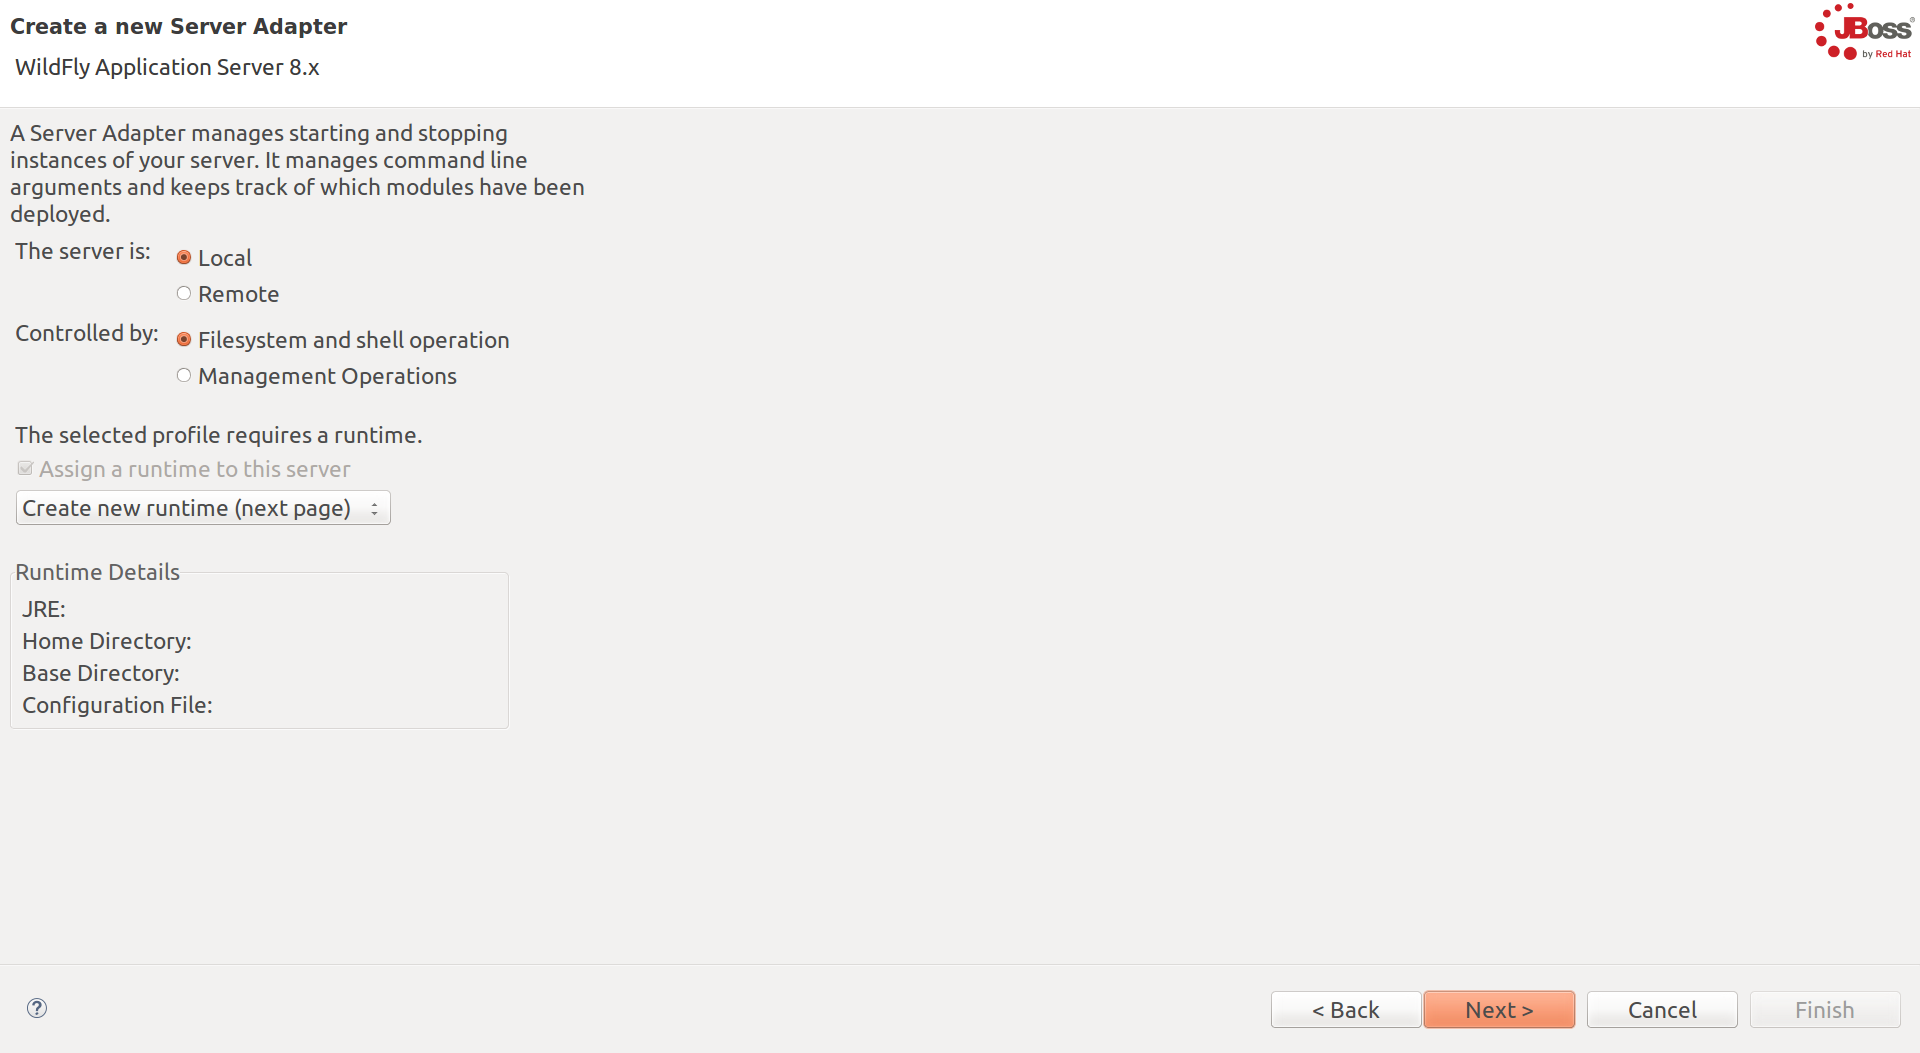 Create a new Server Adapter
WildFly Application Server 8.x
JBoss®
by Red Hat
A Server Adapter manages starting and stopping
instances of your server. It manages command line
arguments and keeps track of which modules have been
deployed.
The server is:
Local
Remote
Controlled by:
Filesystem and shell operation
Management Operations
The selected profile requires a runtime.
Assign a runtime to this server
Create new runtime (next page)
Runtime Details
JRE:
Home Directory:
Base Directory:
Configuration File:
?
< Back
Next >
Cancel
Finish